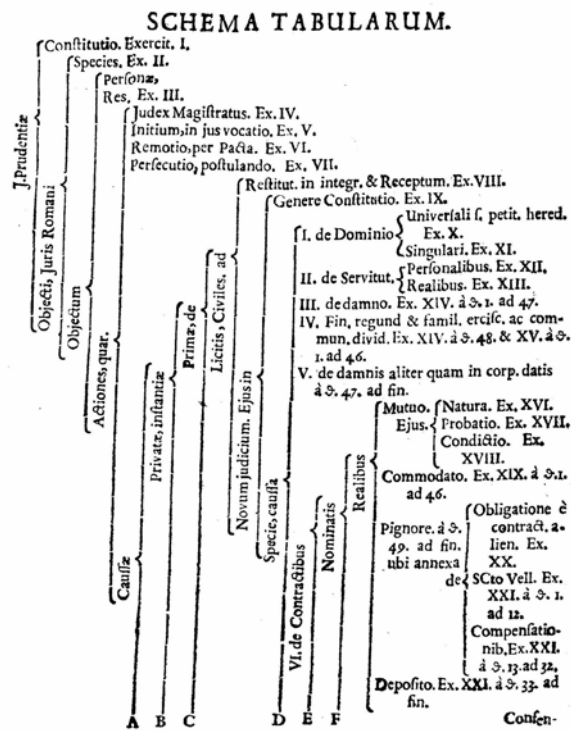 SCHEMA TABULARUM.
J.Prudentiæ
Conſtitutio. Exercit. I.
Objecti, Juris Romani
Species. Ex. II.
Objectum
Perſonæ,
Res. Ex. III.
Actiones, quar.
Judex Magiſtratus. Ex. IV.
Initium, in jus vocatio. Ex. V.
Remotio, per Pacta. Ex. VI.
Perſecutio, poſtulando. Ex. VII.
Cauſſæ
Privatæ, inſtantiæ
Primæ, de
Licitis, Civiles. ad
Reſtitut. in integr. & Receptum. Ex. VIII.
Novum judicium. Ejus in
Genere Conſtitutio. Ex. IX.
Specie, cauſſa
I. de Dominio
Univerſali ſ. petit. hered.
Ex. X.
Singulari. Ex. XI.
II. de Servitut.
Perſonalibus. Ex. XII.
Realibus. Ex. XIII.
III. de damno. Ex. XIV. à ϑ. 1. ad 47.
IV. Fin, regund & famil. erciſc. ac com-
mun. divid. Ex. XIV. à ϑ. 48. & XV. à ϑ.
1. ad 46.
V. de damnis aliter quam in corp. datis
à ϑ. 47. ad fin.
VI. de Contractibus
Nominatis
Realibus
Mutuo.
Ejus.
Natura. Ex. XVI.
Probatio. Ex. XVII.
Condictio. Ex.
XVIII.
Commodato. Ex. XIX. à ϑ. 1.
ad 46.
Pignore. à ϑ.
49. ad fin.
ubi annexa
de
Obligatione è
contract. a-
lien. Ex.
XX.
SCto Vell. Ex.
XXI. à ϑ. 1.
ad 12.
Compenſatio-
nib. Ex. XXI.
à ϑ. 13. ad 32.
Depoſito. Ex. XXI. à ϑ. 33. ad
fin.
A B C D E F
Conſen-